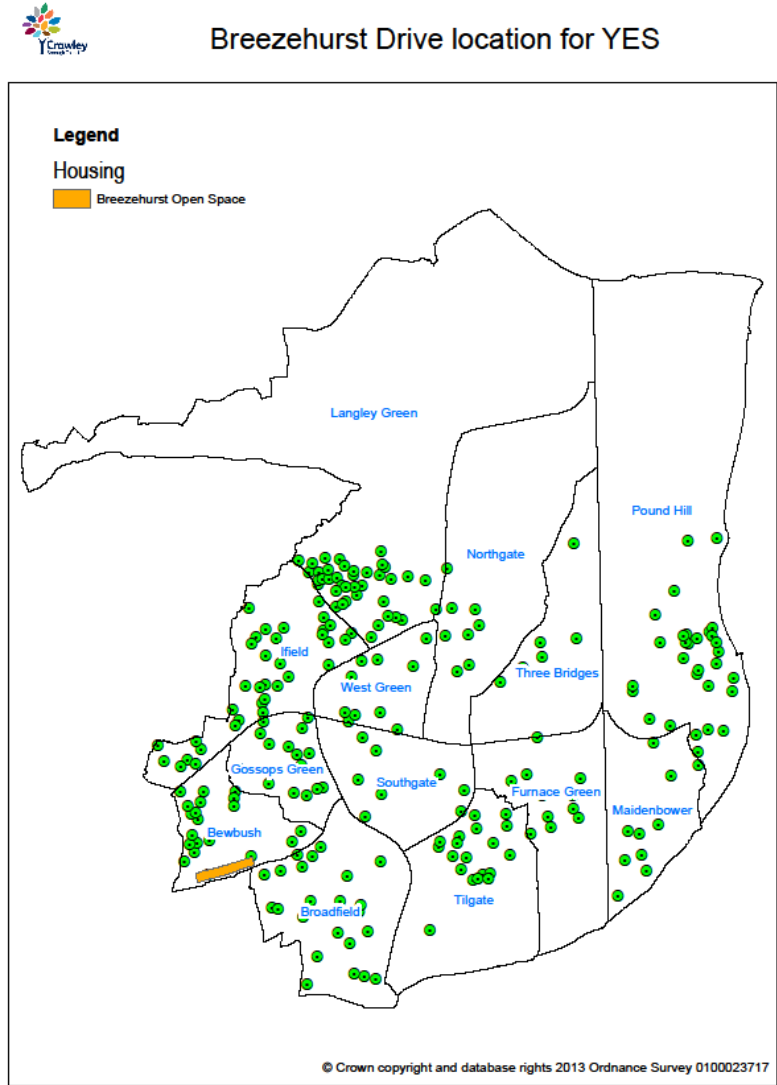 Crawley
Breezehurst Drive location for YES
Legend
Housing
Breezehurst Open Space
Langley Green
Pound Hill
Northgate
Ifield
Three Bridges
West Green
Gossops Green
Southgate
Furnace Green
Maidenbower
Bewbush
Tilgate
Broadfield
© Crown copyright and database rights 2013 Ordnance Survey 0100023717